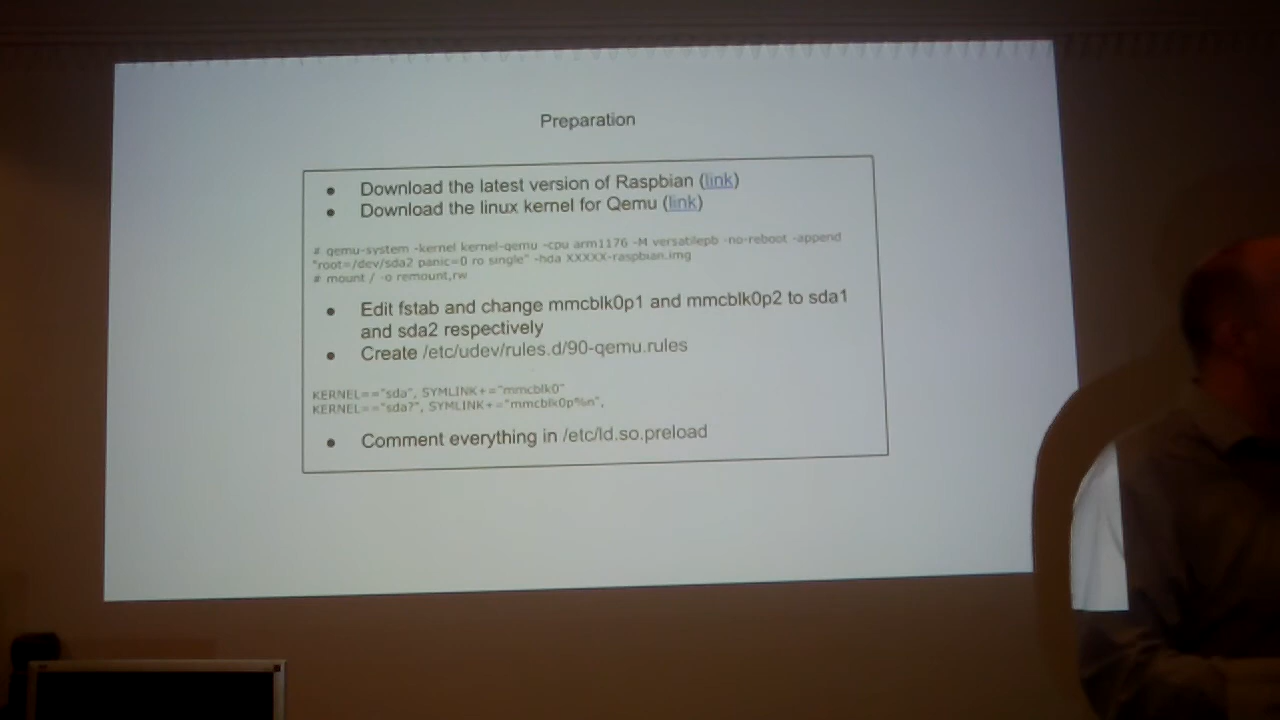 Preparation
● Download the latest version of Raspbian (link)
● Download the linux kernel for Qemu (link)
# qemu-system -kernel kernel-qemu -cpu arm1176 -M versatilepb -no-reboot -append
"root=/dev/sda2 panic=0 ro single" -hda XXXXX-raspbian.img
# mount / -o remount,rw
● Edit fstab and change mmcblk0p1 and mmcblk0p2 to sda1
and sda2 respectively
● Create /etc/udev/rules.d/90-qemu.rules
KERNEL=="sda", SYMLINK+="mmcblk0"
KERNEL=="sda?", SYMLINK+="mmcblk0p%n",
● Comment everything in /etc/ld.so.preload